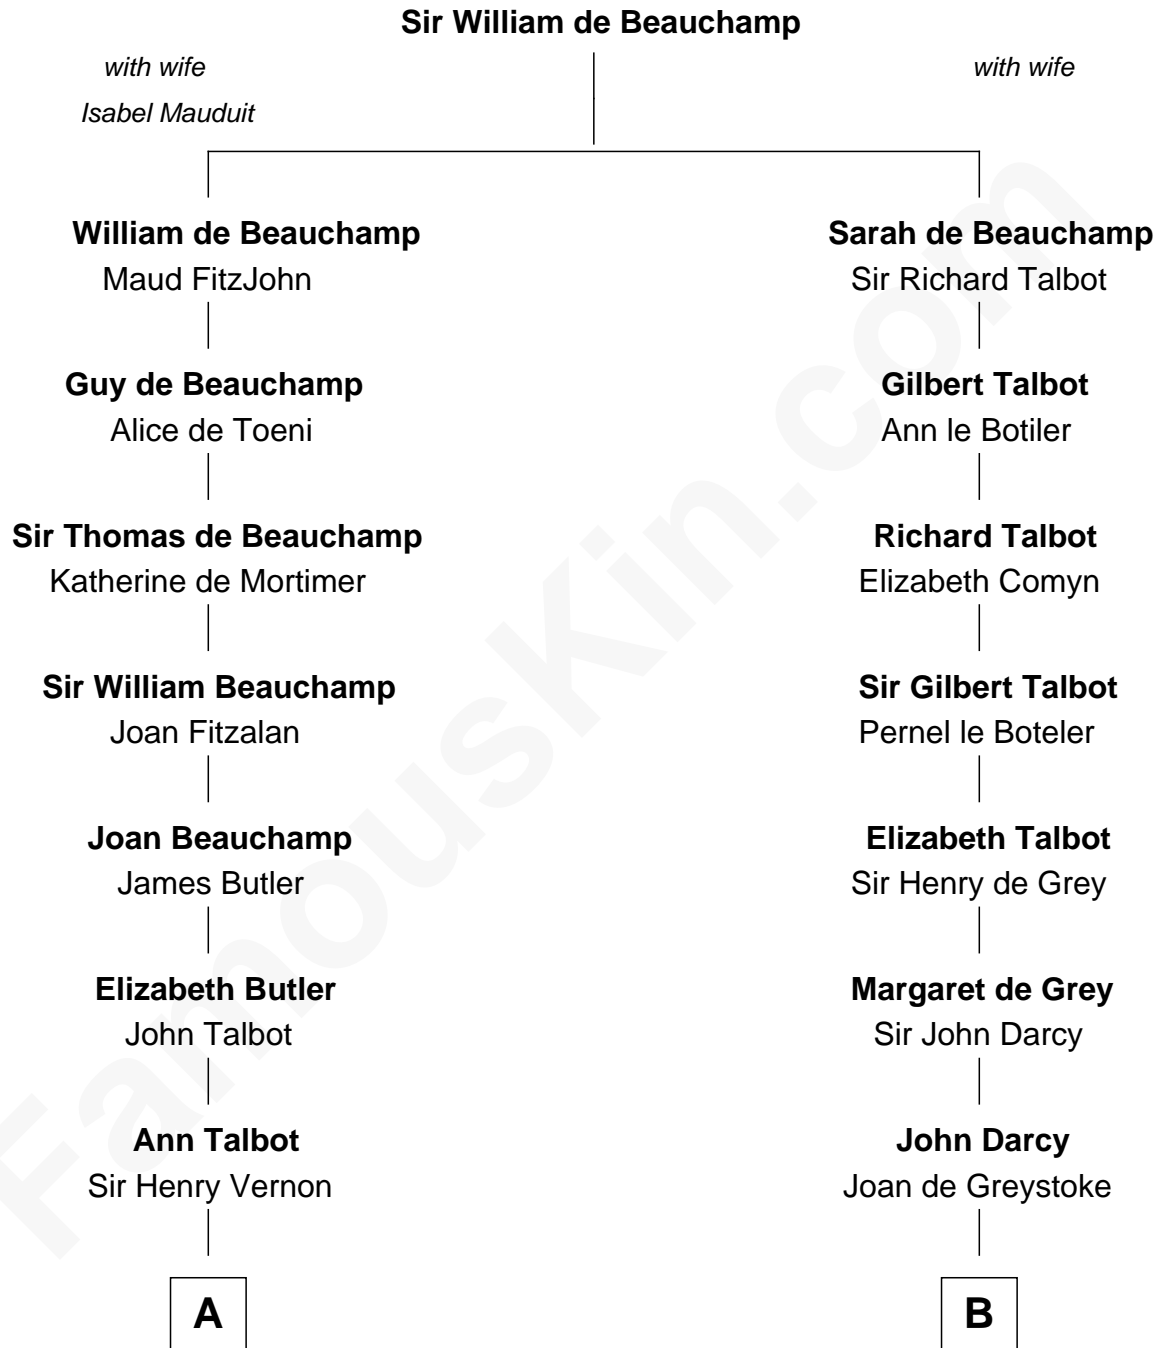 Sir William de Beauchamp
with wife
Isabel Mauduit
with wife
William de Beauchamp
Maud FitzJohn
Sarah de Beauchamp
Sir Richard Talbot
Guy de Beauchamp
Alice de Toeni
Gilbert Talbot
Ann le Botiler
Sir Thomas de Beauchamp
Katherine de Mortimer
Richard Talbot
Elizabeth Comyn
Sir William Beauchamp
Joan Fitzalan
Sir Gilbert Talbot
Pernel le Boteler
Joan Beauchamp
James Butler
Elizabeth Talbot
Sir Henry de Grey
Elizabeth Butler
John Talbot
Margaret de Grey
Sir John Darcy
Ann Talbot
Sir Henry Vernon
John Darcy
Joan de Greystoke
A
B
FamousKin.com